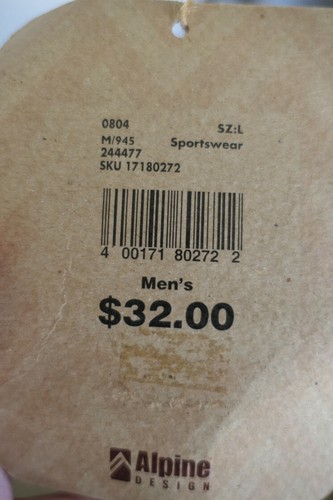 0804 SZ:L
M/945 Sportswear
244477
SKU 17180272
4 00171 80272 2
Men's
$32.00
Alpine
DESIGN